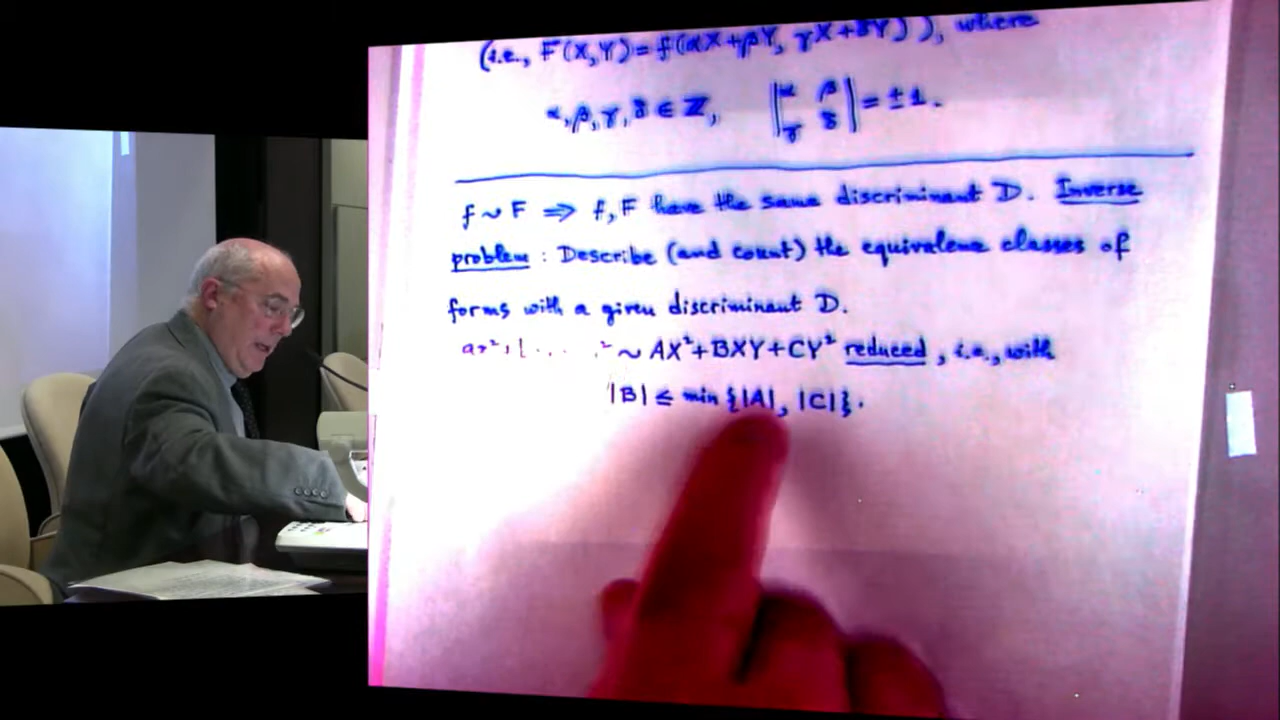 (i.e., F(X,Y)=f(αX+βY, γX+δY)), where
α,β,γ,δ ∈ ℤ, |α β; γ δ| = ±1.
f ~ F ⇒ f, F have the same discriminant D. Inverse
problem : Describe (and count) the equivalence classes of
forms with a given discriminant D.
~ AX²+BXY+CY² reduced, i.e., with
|B| ≤ min {|A|, |C|}.